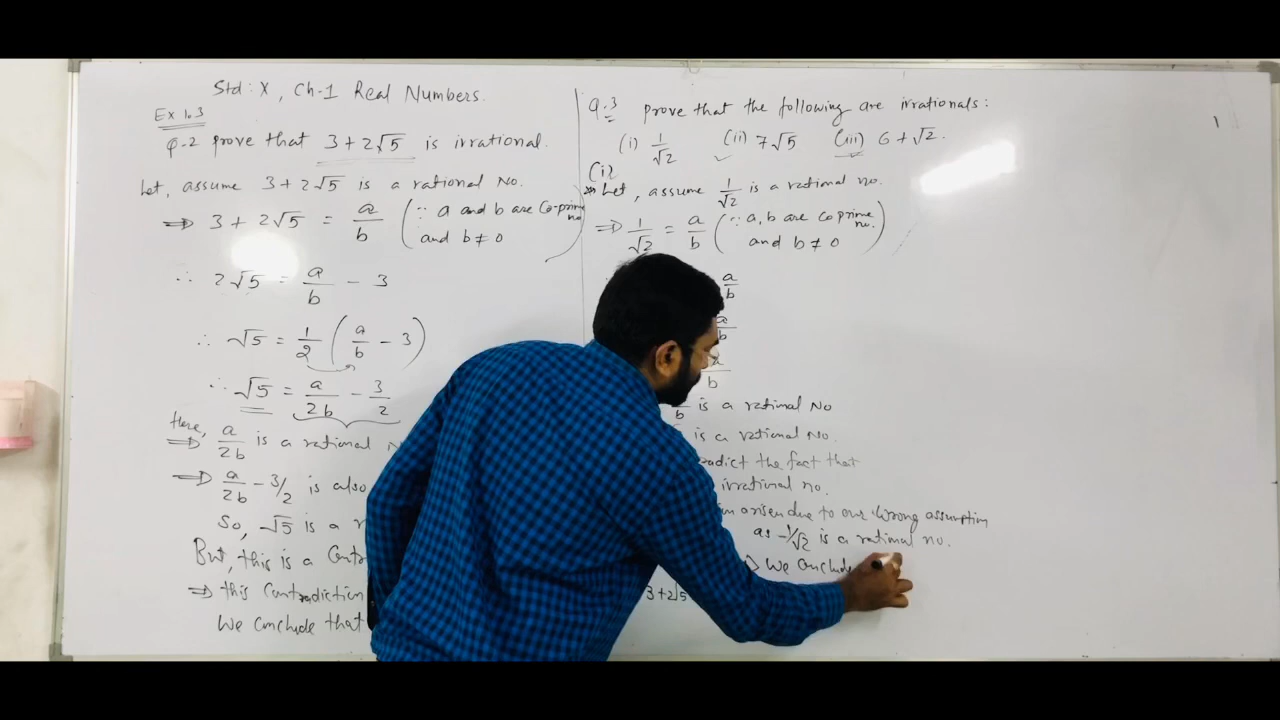 Std: X, Ch-1 Real Numbers.
Ex 1.3
Q-2 prove that 3+2√5 is irrational.
Let, assume 3+2√5 is a rational No.
⇒ 3+2√5 = a/b (∵ a and b are Co-prime no.
and b≠0
∴ 2√5 = a/b - 3
∴ √5 = 1/2 (a/b - 3)
∴ √5 = a/2b - 3/2
Here,
⇒ a/2b is a rational
⇒ a/2b - 3/2 is also
So, √5 is a
But, this is a
⇒ this contradiction
We conclude that
3+2√5
Q.3 prove that the following are irrationals:
(i) 1/√2 (ii) 7√5 (iii) 6+√2.
(i)
Let, assume 1/√2 is a rational no.
⇒ 1/√2 = a/b (∵ a, b are coprime no.
and b≠0)
a/b
b
b
b is a rational No
is a rational No.
the fact that
irrational no.
arisen due to our wrong assumption
as 1/√2 is a rational no.
We conclude